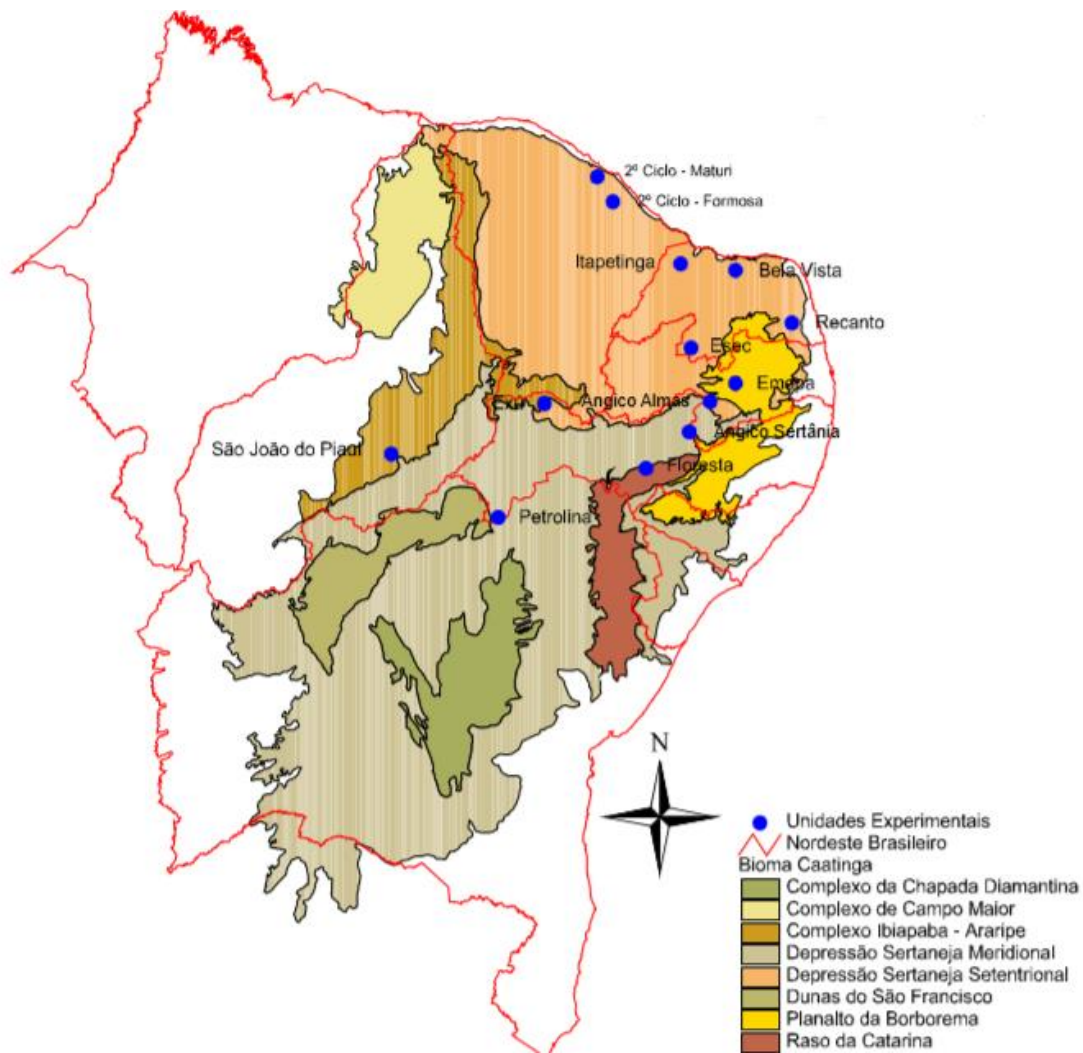 2º Ciclo - Maturi
2º Ciclo - Formosa
Itapetinga
Bela Vista
Recanto
Esec
Emepa
Exu
Angico Almas
Angico Sertânia
São João do Piauí
Floresta
Petrolina
N
Unidades Experimentais
Nordeste Brasileiro
Bioma Caatinga
Complexo da Chapada Diamantina
Complexo de Campo Maior
Complexo Ibiapaba - Araripe
Depressão Sertaneja Meridional
Depressão Sertaneja Setentrional
Dunas do São Francisco
Planalto da Borborema
Raso da Catarina